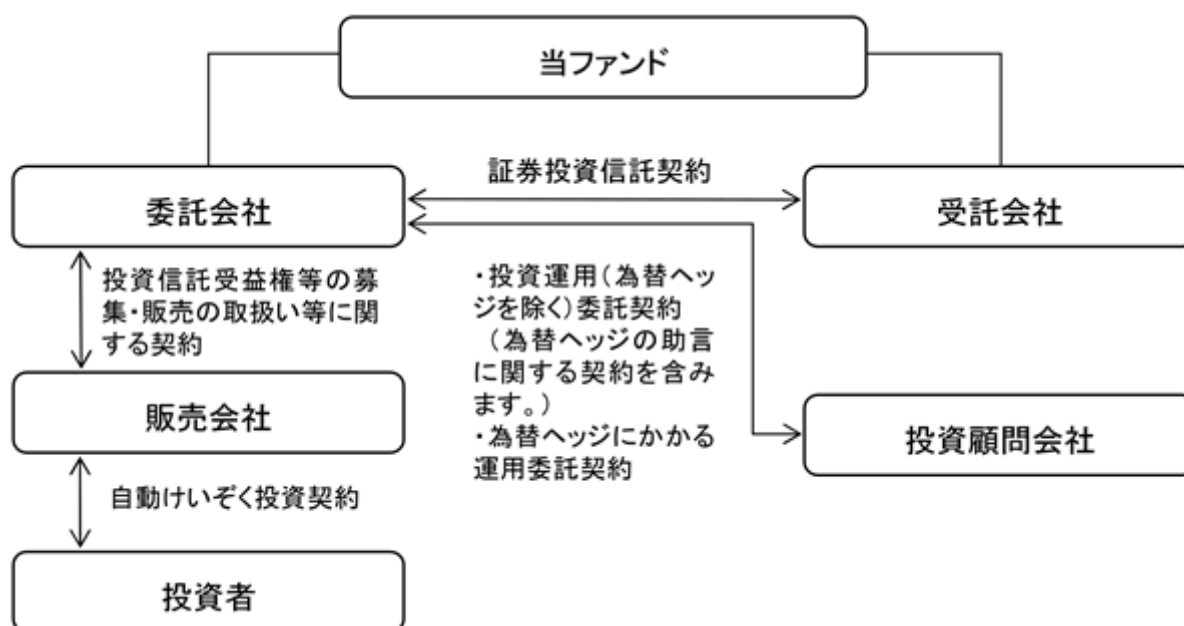 当ファンド
証券投資信託契約
委託会社
受託会社
投資信託受益権等の募
集・販売の取扱い等に関
する契約
・投資運用(為替ヘッ
ジを除く)委託契約
(為替ヘッジの助言
に関する契約を含み
ます。)
・為替ヘッジにかかる
運用委託契約
販売会社
投資顧問会社
自動けいぞく投資契約
投資者